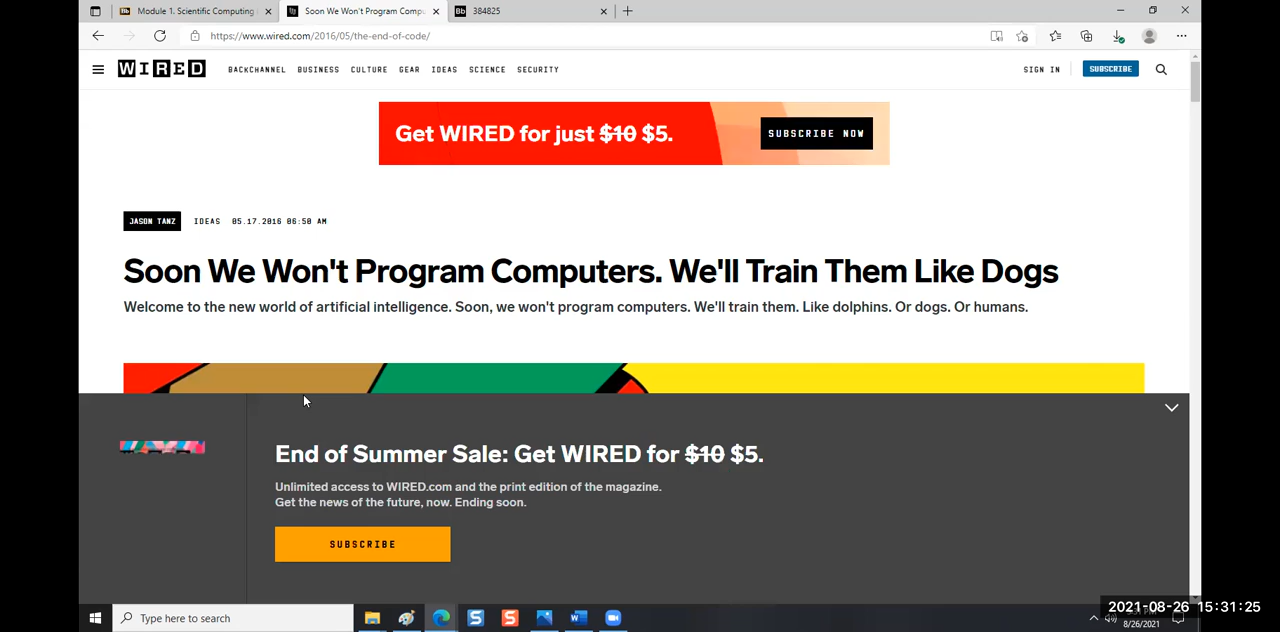 Module 1. Scientific Computing
Soon We Won't Program Compu
384825
https://www.wired.com/2016/05/the-end-of-code/
WIRED
BACKCHANNEL BUSINESS CULTURE GEAR IDEAS SCIENCE SECURITY
SIGN IN SUBSCRIBE
Get WIRED for just $10 $5.
SUBSCRIBE NOW
JASON TANZ IDEAS 05.17.2016 06:50 AM
Soon We Won't Program Computers. We'll Train Them Like Dogs
Welcome to the new world of artificial intelligence. Soon, we won't program computers. We'll train them. Like dolphins. Or dogs. Or humans.
End of Summer Sale: Get WIRED for $10 $5.
Unlimited access to WIRED.com and the print edition of the magazine.
Get the news of the future, now. Ending soon.
SUBSCRIBE
Type here to search
2021-08-26 15:31:25
8/26/2021